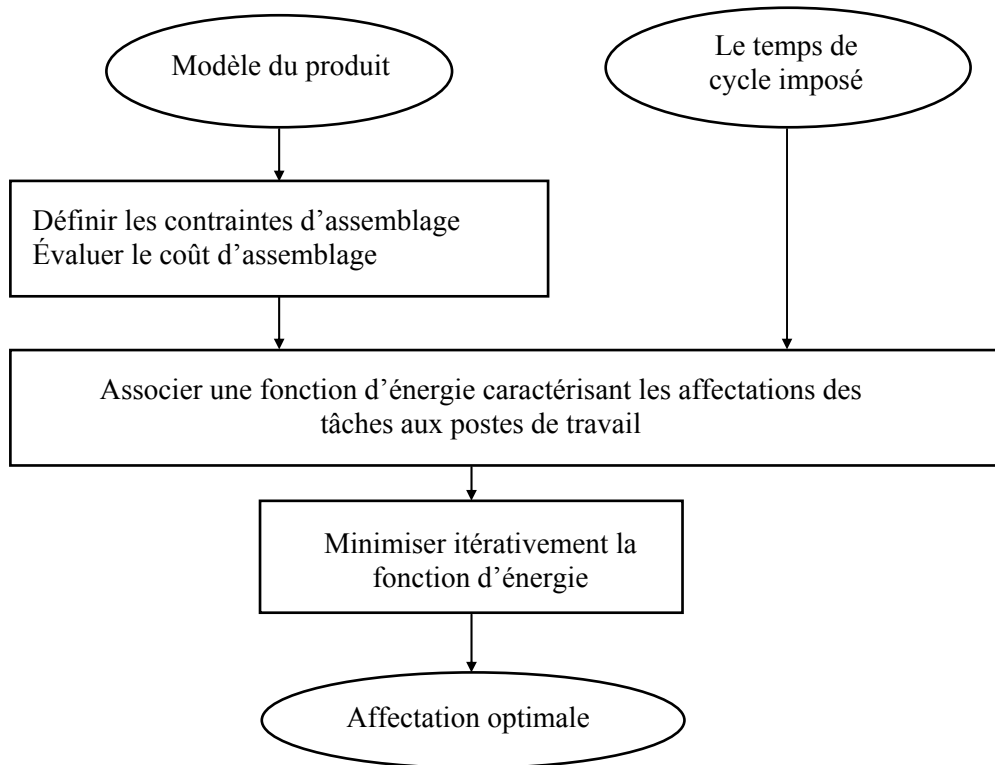 Modèle du produit
Le temps de
cycle imposé
Définir les contraintes d’assemblage
Évaluer le coût d’assemblage
Associer une fonction d’énergie caractérisant les affectations des
tâches aux postes de travail
Minimiser itérativement la
fonction d’énergie
Affectation optimale